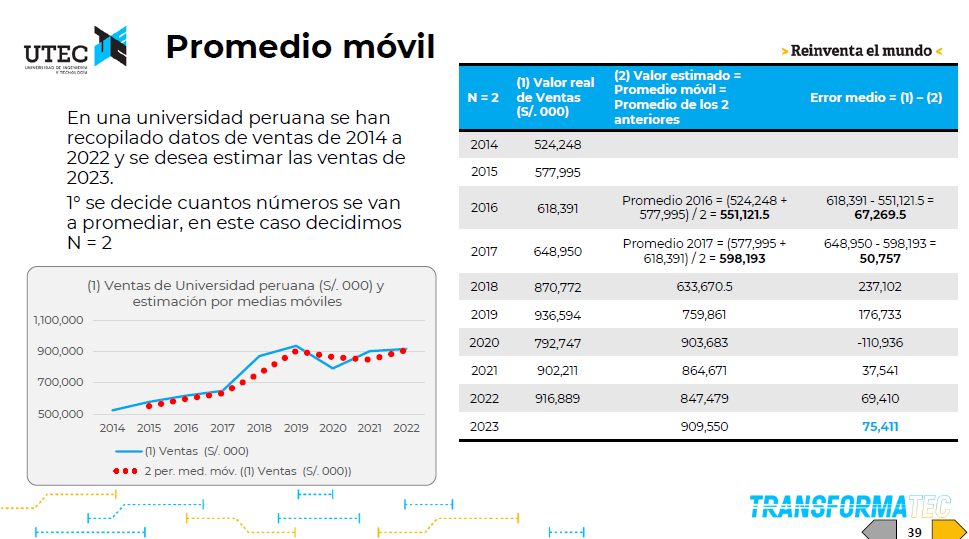 UTEC
UNIVERSIDAD DE INGENIERÍA
Y TECNOLOGÍA
Promedio móvil
> Reinventa el mundo <
En una universidad peruana se han
recopilado datos de ventas de 2014 a
2022 y se desea estimar las ventas de
2023.
1° se decide cuantos números se van
a promediar, en este caso decidimos
N = 2
(1) Ventas de Universidad peruana (S/. 000) y
estimación por medias móviles
1,100,000
900,000
700,000
500,000
2014 2015 2016 2017 2018 2019 2020 2021 2022
(1) Ventas (S/. 000)
2 per. med. móv. ((1) Ventas (S/. 000))
N = 2
(1) Valor real
de Ventas
(S/. 000)
(2) Valor estimado =
Promedio móvil =
Promedio de los 2
anteriores
Error medio = (1) – (2)
2014 524,248
2015 577,995
2016 618,391
Promedio 2016 = (524,248 +
577,995) / 2 = 551,121.5
618,391 - 551,121.5 =
67,269.5
2017 648,950
Promedio 2017 = (577,995 +
618,391) / 2 = 598,193
648,950 - 598,193 =
50,757
2018 870,772 633,670.5 237,102
2019 936,594 759,861 176,733
2020 792,747 903,683 -110,936
2021 902,211 864,671 37,541
2022 916,889 847,479 69,410
2023 909,550 75,411
TRANSFORMATEC
39